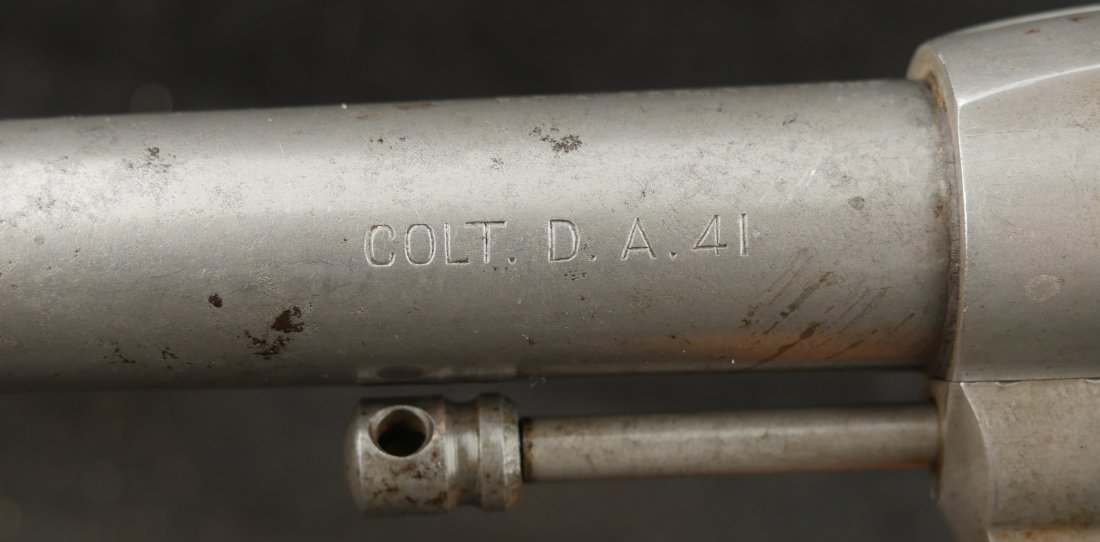 COLT. D. A. 41